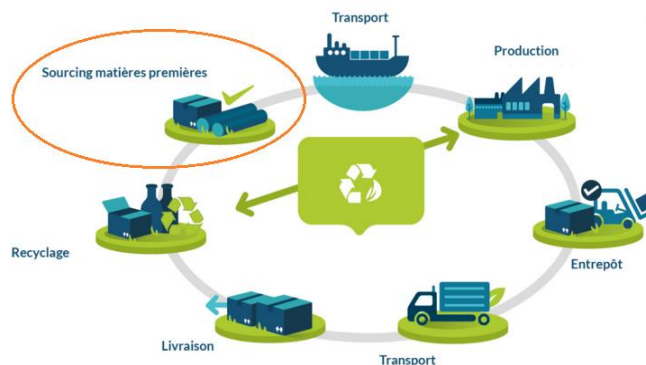 Transport
Production
Sourcing matières premières
Recyclage
Entrepôt
Livraison
Transport